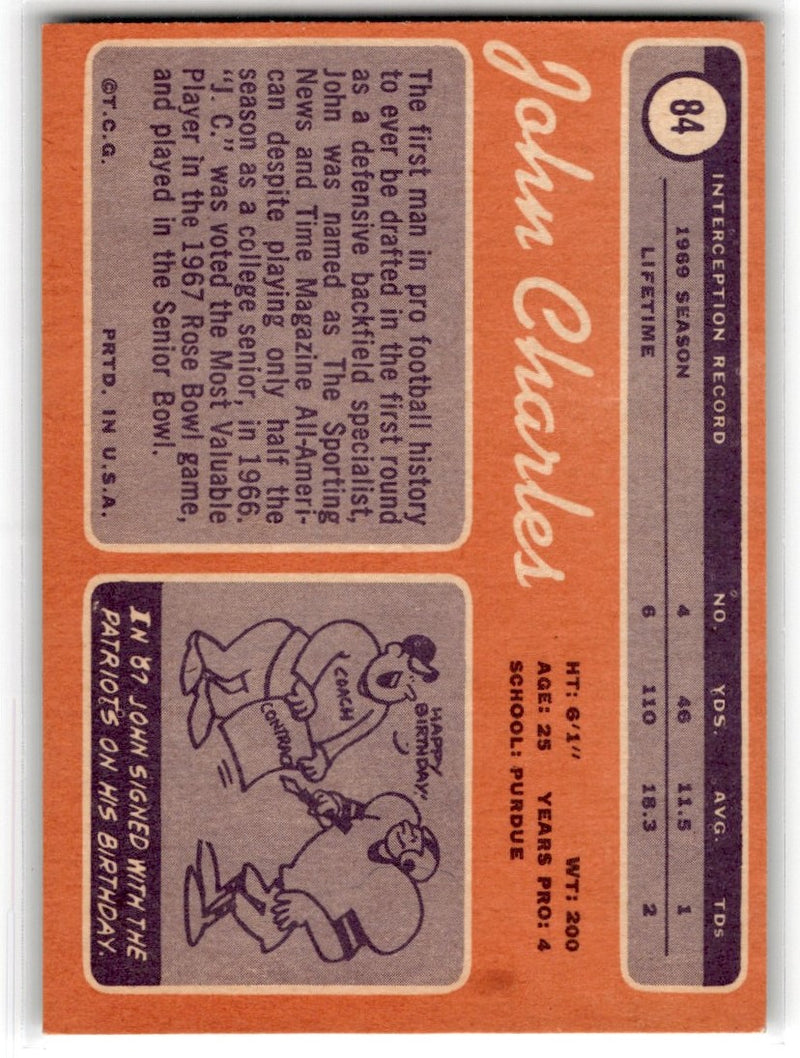 84
INTERCEPTION RECORD NO. YDS. AVG. TDs
1969 SEASON 4 46 11.5 1
LIFETIME 6 110 18.3 2
John Charles
HT: 6/1" WT: 200
AGE: 25 YEARS PRO: 4
SCHOOL: PURDUE
The first man in pro football history
to ever be drafted in the first round
as a defensive backfield specialist,
John was named as The Sporting
News and Time Magazine All-Ameri-
can despite playing only half the
season as a college senior, in 1966.
"J. C." was voted the Most Valuable
Player in the 1967 Rose Bowl game,
and played in the Senior Bowl.
©T.C.G. PRTD. IN U.S.A.
HAPPY
BIRTHDAY"
COACH
CONTRACT
IN '67 JOHN SIGNED WITH THE
PATRIOTS ON HIS BIRTHDAY.